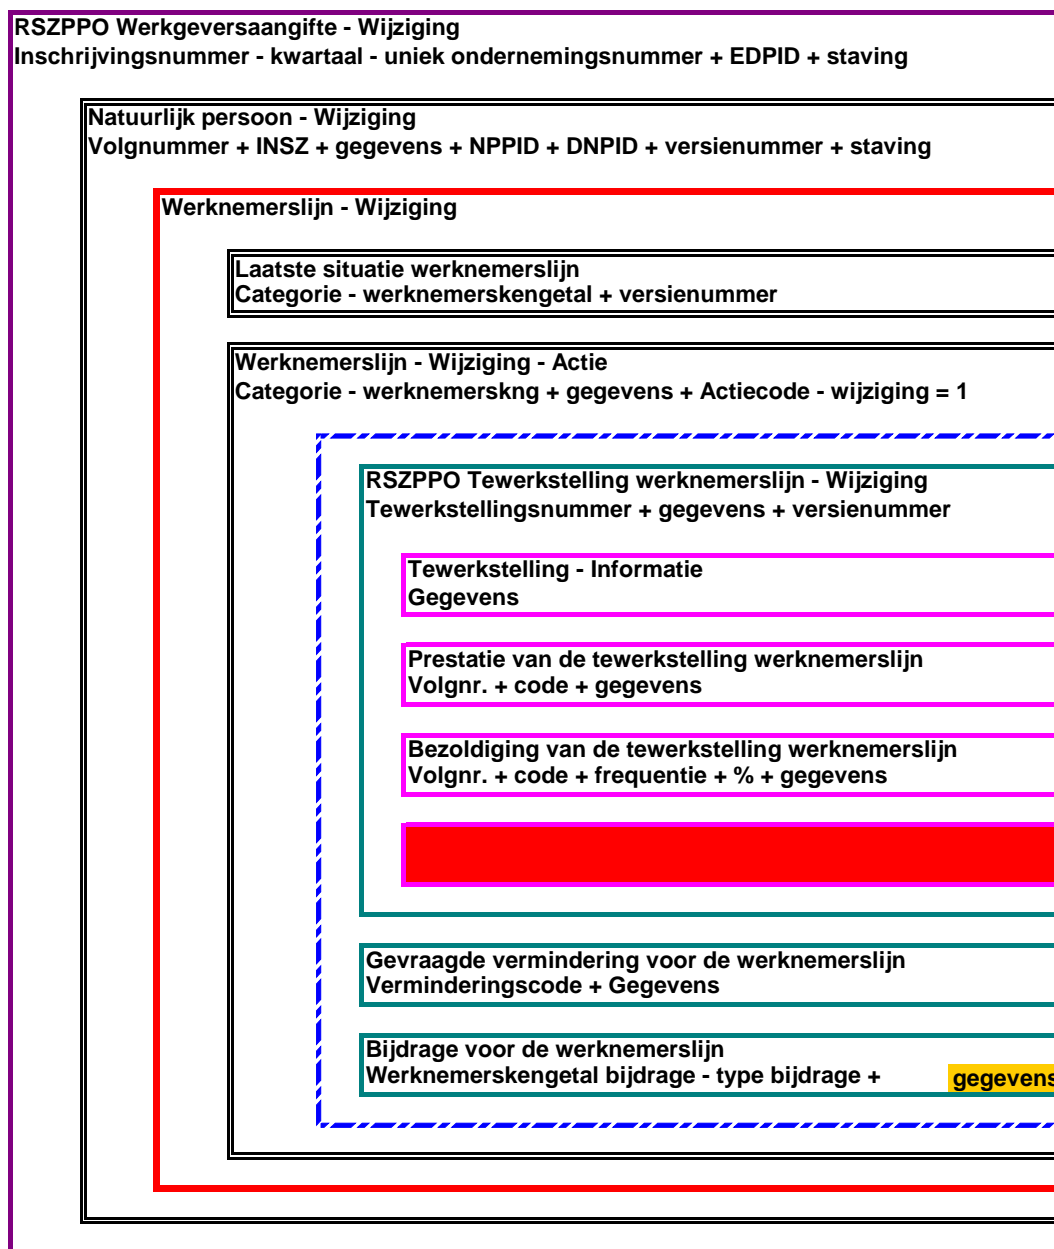 RSZPPO Werkgeversaangifte - Wijziging
Inschrijvingsnummer - kwartaal - uniek ondernemingsnummer + EDPID + staving
Natuurlijk persoon - Wijziging
Volgnummer + INSZ + gegevens + NPPID + DNPID + versienummer + staving
Werknemerslijn - Wijziging
Laatste situatie werknemerslijn
Categorie - werknemerskengetal + versienummer
Werknemerslijn - Wijziging - Actie
Categorie - werknemerskng + gegevens + Actiecode - wijziging = 1
RSZPPO Tewerkstelling werknemerslijn - Wijziging
Tewerkstellingsnummer + gegevens + versienummer
Tewerkstelling - Informatie
Gegevens
Prestatie van de tewerkstelling werknemerslijn
Volgnr. + code + gegevens
Bezoldiging van de tewerkstelling werknemerslijn
Volgnr. + code + frequentie + % + gegevens
Gevraagde vermindering voor de werknemerslijn
Verminderingscode + Gegevens
Bijdrage voor de werknemerslijn
Werknemerskengetal bijdrage - type bijdrage + gegevens